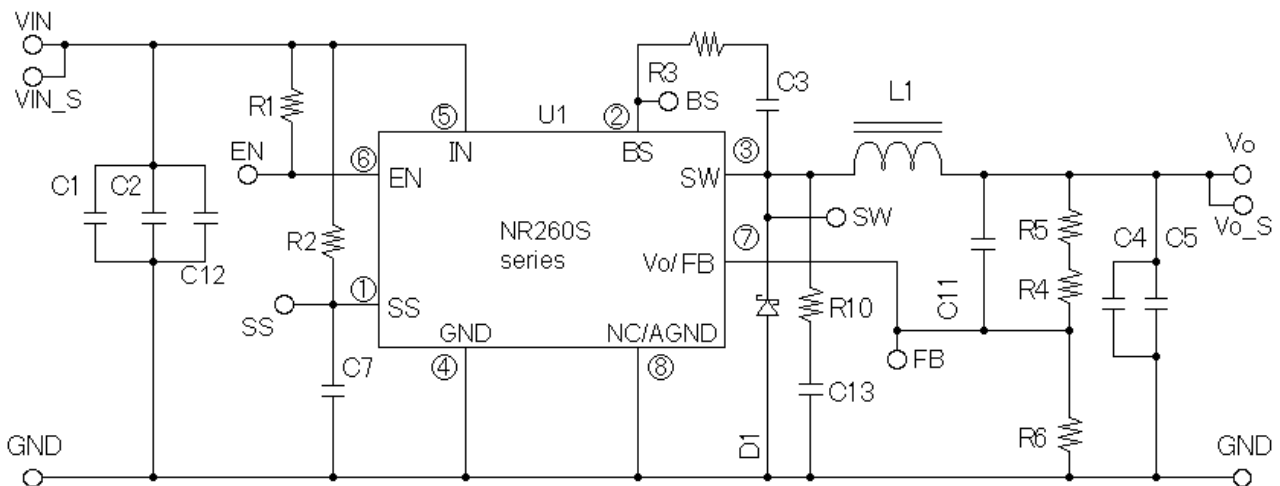 VIN
VIN_S
R1
EN
⑥
EN
⑤
IN
U1
②
BS
R3
BS
C3
③
SW
L1
Vo
Vo_S
C1
C2
C12
R2
NR260S
series
SW
⑦
Vo/FB
R5
R4
C4
C5
①
SS
SS
GND
④
NC/AGND
⑧
C7
R10
C11
FB
C13
D1
R6
GND
GND